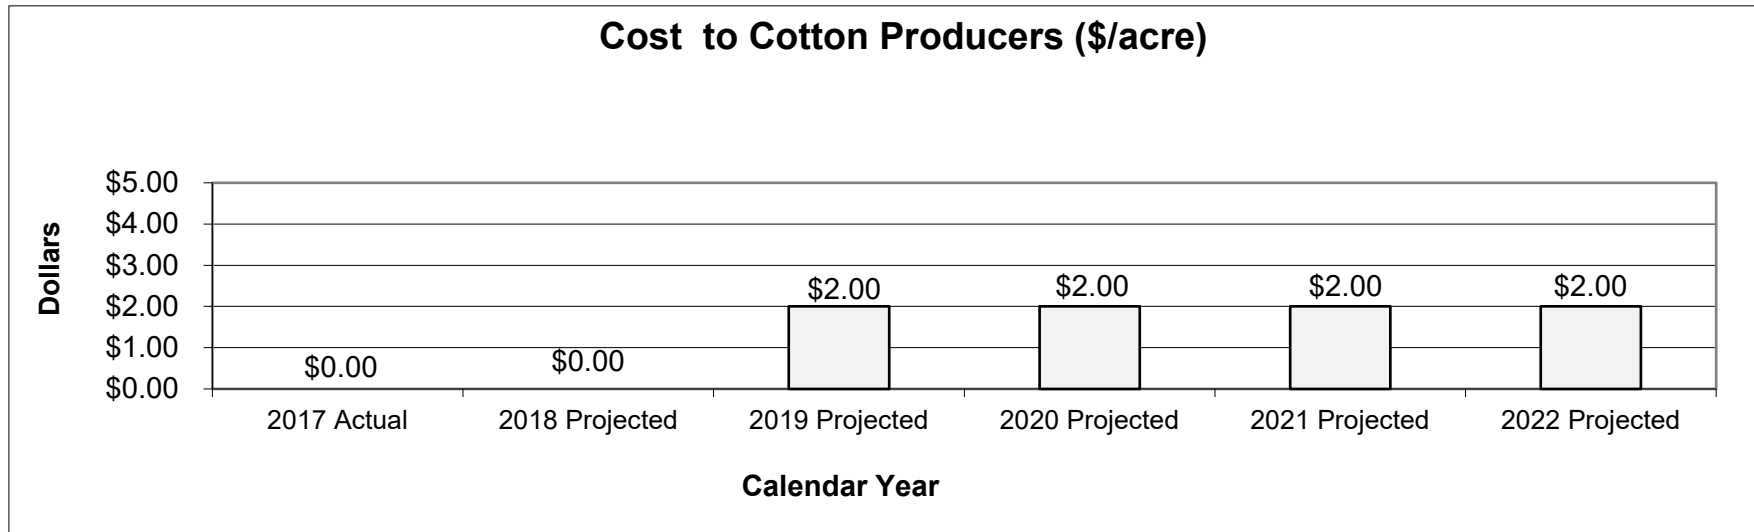 Cost  to Cotton Producers ($/acre)
$5.00
$4.00
$3.00
$2.00
$1.00
$0.00
Dollars
$0.00
$0.00
$2.00
$2.00
$2.00
$2.00
2017 Actual
2018 Projected
2019 Projected
2020 Projected
2021 Projected
2022 Projected
Calendar Year